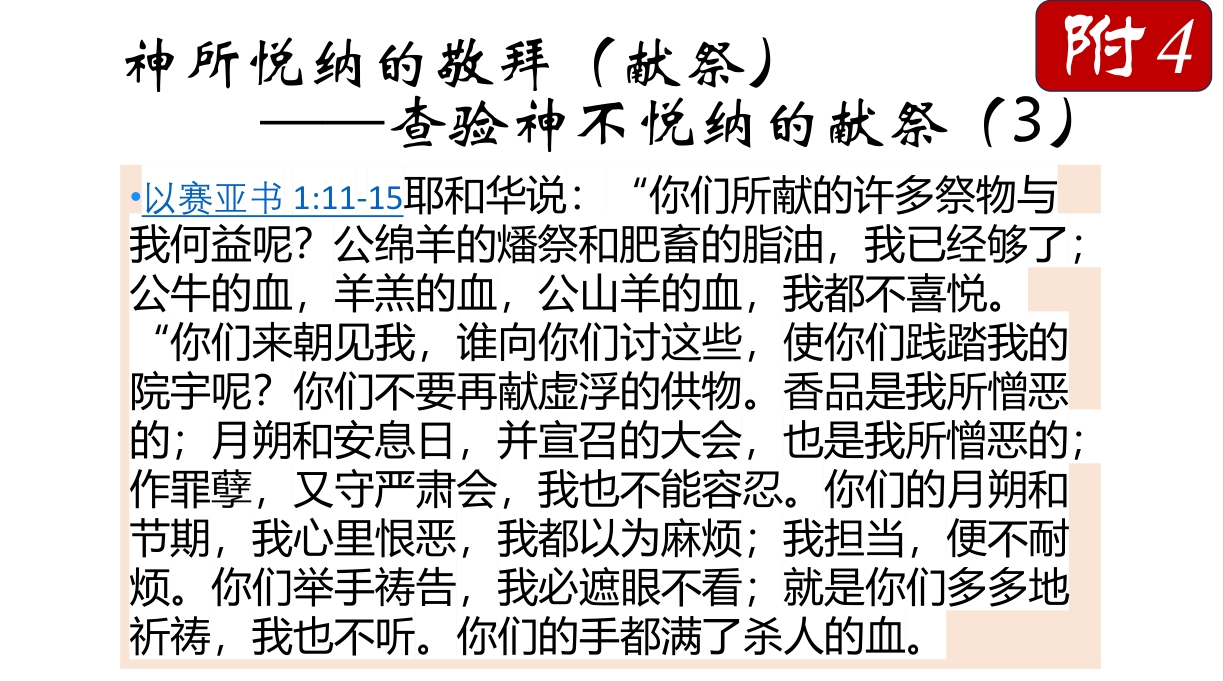 附4
神所悦纳的敬拜（献祭）
——查验神不悦纳的献祭（3）
•以赛亚书 1:11-15耶和华说：“你们所献的许多祭物与
我何益呢？公绵羊的燔祭和肥畜的脂油，我已经够了；
公牛的血，羊羔的血，公山羊的血，我都不喜悦。
“你们来朝见我，谁向你们讨这些，使你们践踏我的
院宇呢？你们不要再献虚浮的供物。香品是我所憎恶
的；月朔和安息日，并宣召的大会，也是我所憎恶的；
作罪孽，又守严肃会，我也不能容忍。你们的月朔和
节期，我心里恨恶，我都以为麻烦；我担当，便不耐
烦。你们举手祷告，我必遮眼不看；就是你们多多地
祈祷，我也不听。你们的手都满了杀人的血。